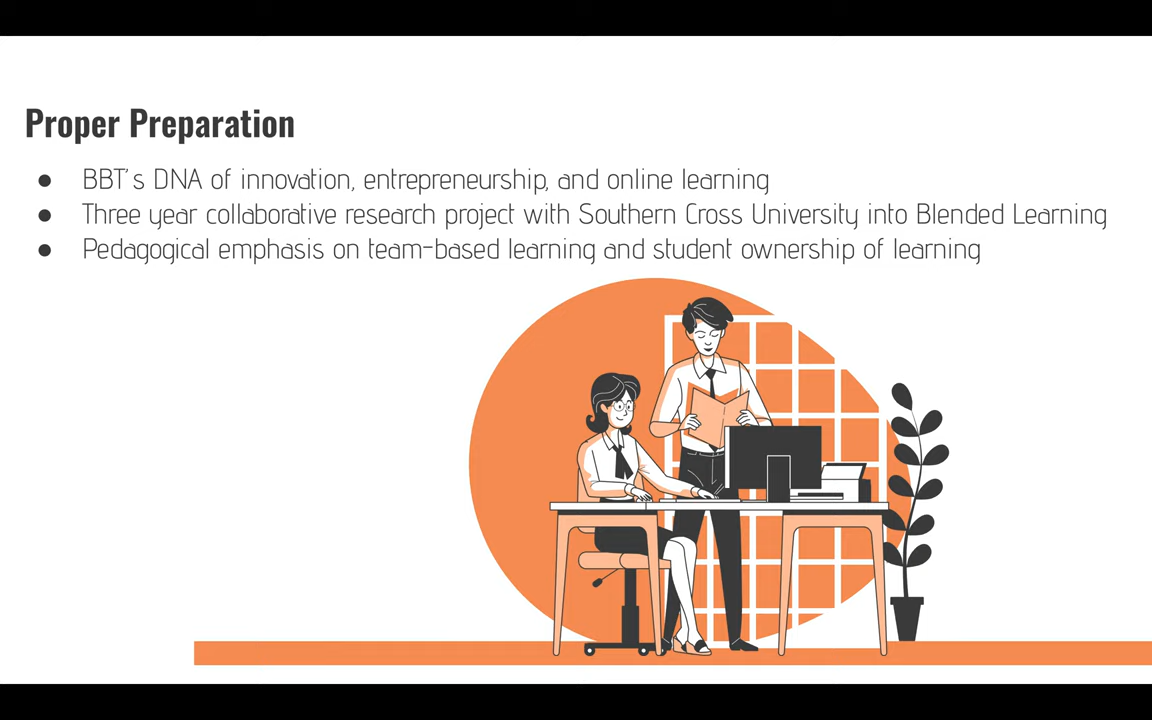 Proper Preparation
● BBT's DNA of innovation, entrepreneurship, and online learning
● Three year collaborative research project with Southern Cross University into Blended Learning
● Pedagogical emphasis on team-based learning and student ownership of learning